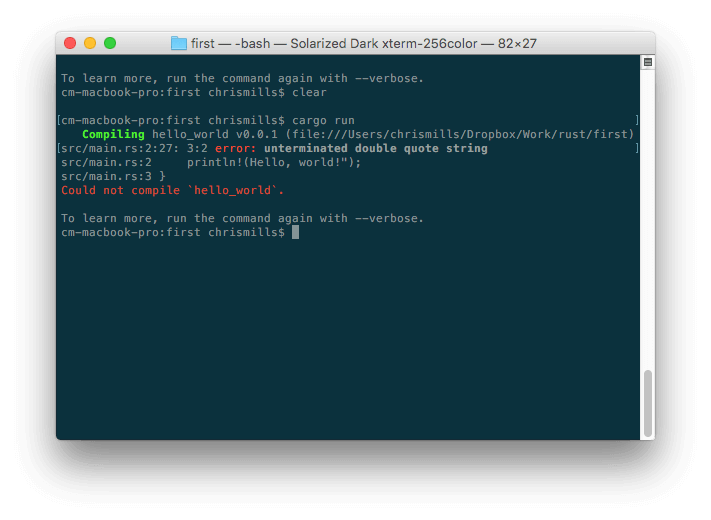 first — -bash — Solarized Dark xterm-256color — 82×27
To learn more, run the command again with --verbose.
cm-macbook-pro:first chrismills$ clear
[cm-macbook-pro:first chrismills$ cargo run ]
Compiling hello_world v0.0.1 (file:///Users/chrismills/Dropbox/Work/rust/first)
[src/main.rs:2:27: 3:2 error: unterminated double quote string ]
src/main.rs:2     println!(Hello, world!");
src/main.rs:3 }
Could not compile `hello_world`.
To learn more, run the command again with --verbose.
cm-macbook-pro:first chrismills$